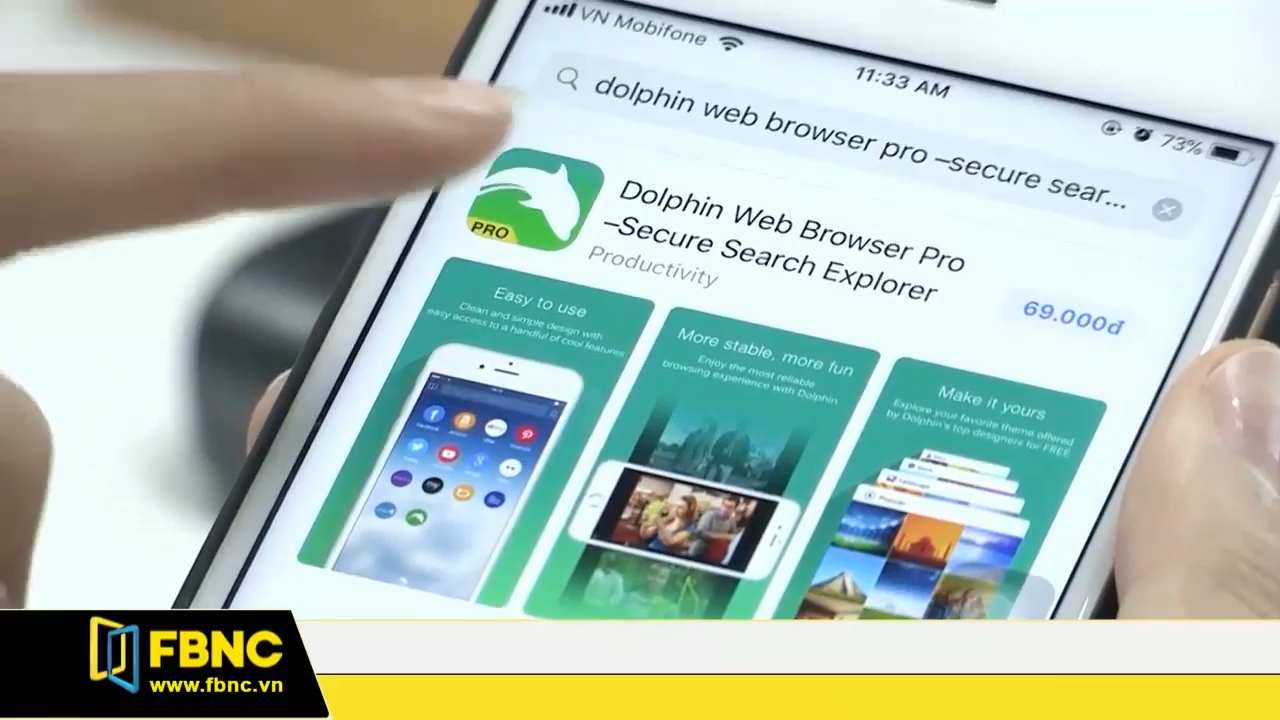 VN Mobifone
11:33 AM
73%
dolphin web browser pro –secure sear...
Dolphin Web Browser Pro
–Secure Search Explorer
Productivity
PRO
69.000đ
Easy to use
Clean and simple design with
easy access to a handful of cool features
More stable, more fun
Enjoy the most reliable
browsing experience with Dolphin.
Make it yours
Explore your favorite theme offered
by Dolphin's top designers for FREE
FBNC
www.fbnc.vn